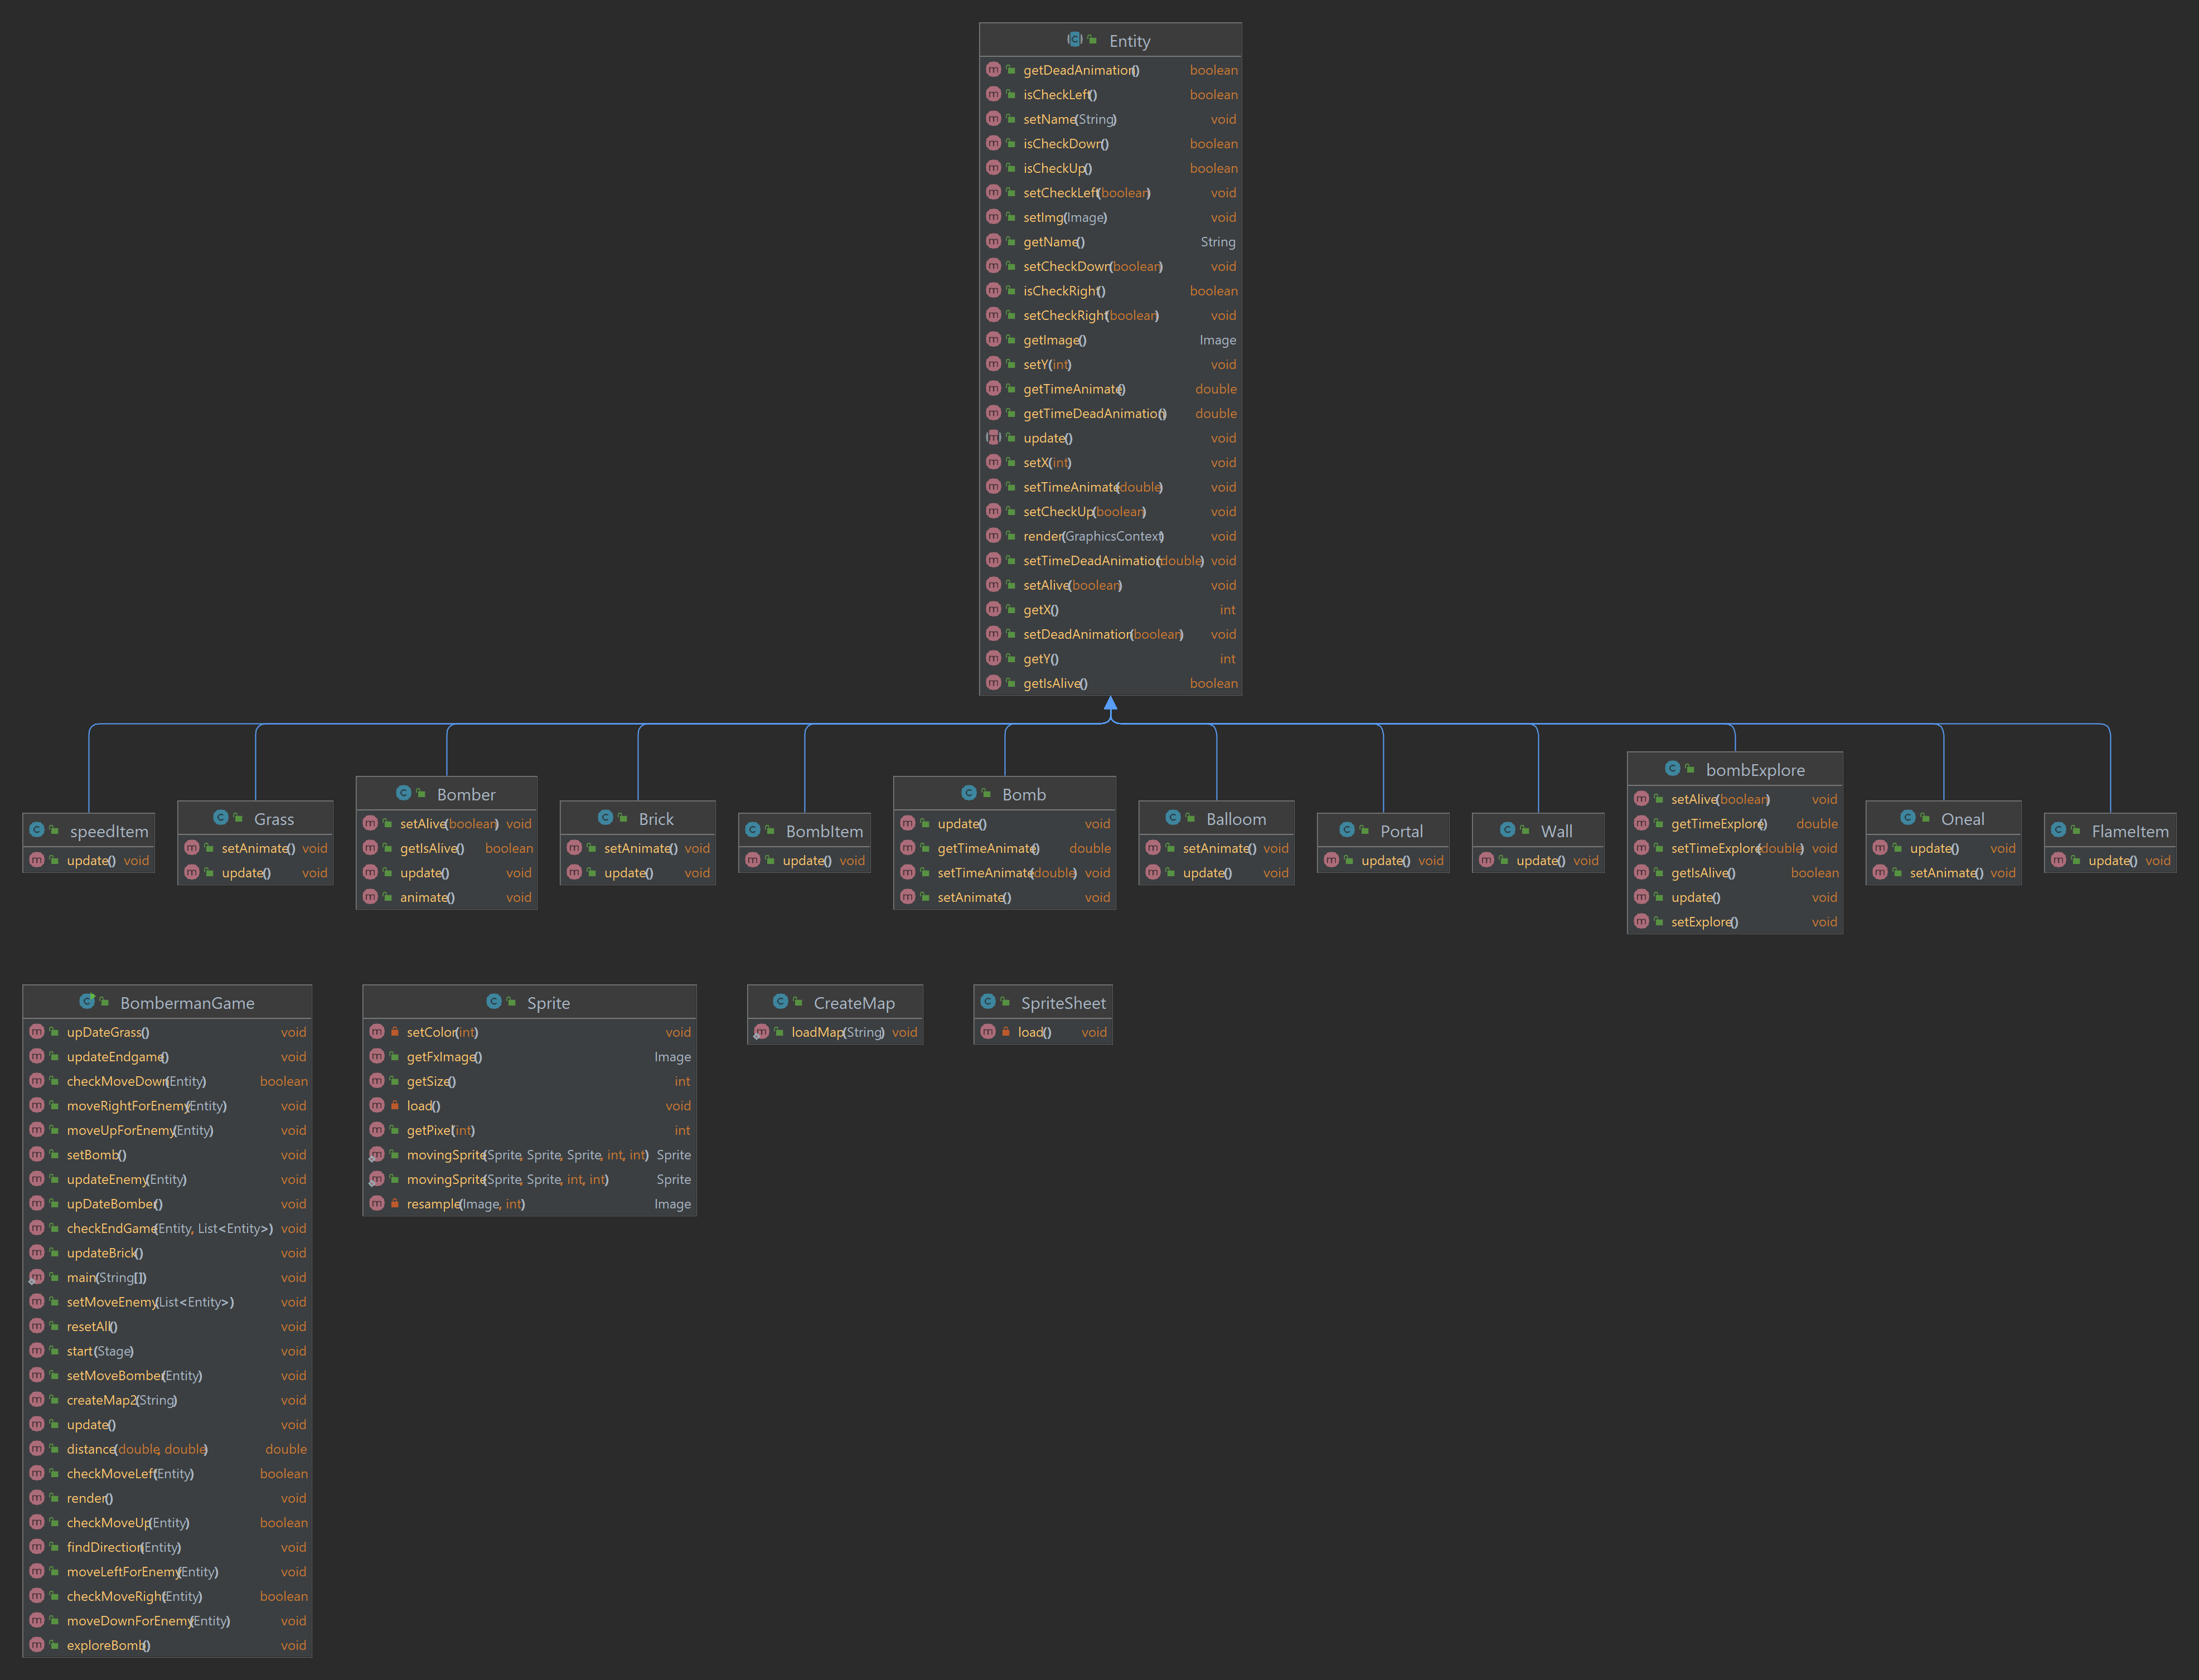 Entity
getDeadAnimation() boolean
isCheckLeft() boolean
setName(String) void
isCheckDown() boolean
isCheckUp() boolean
setCheckLeft(boolean) void
setImg(Image) void
getName() String
setCheckDown(boolean) void
isCheckRight() boolean
setCheckRight(boolean) void
getImage() Image
setY(int) void
getTimeAnimate() double
getTimeDeadAnimation() double
update() void
setX(int) void
setTimeAnimate(double) void
setCheckUp(boolean) void
render(GraphicsContext) void
setTimeDeadAnimation(double) void
setAlive(boolean) void
getX() int
setDeadAnimation(boolean) void
getY() int
getIsAlive() boolean
speedItem
update() void
Grass
setAnimate() void
update() void
Bomber
setAlive(boolean) void
getIsAlive() boolean
update() void
animate() void
Brick
setAnimate() void
update() void
BombItem
update() void
Bomb
update() void
getTimeAnimate() double
setTimeAnimate(double) void
setAnimate() void
Balloom
setAnimate() void
update() void
Portal
update() void
Wall
update() void
bombExplore
setAlive(boolean) void
getTimeExplore() double
setTimeExplore(double) void
getIsAlive() boolean
update() void
setExplore() void
Oneal
update() void
setAnimate() void
FlameItem
update() void
BombermanGame
upDateGrass() void
updateEndgame() void
checkMoveDown(Entity) boolean
moveRightForEnemy(Entity) void
moveUpForEnemy(Entity) void
setBomb() void
updateEnemy(Entity) void
upDateBomber() void
checkEndGame(Entity, List<Entity>) void
updateBrick() void
main(String[]) void
setMoveEnemy(List<Entity>) void
resetAll() void
start(Stage) void
setMoveBomber(Entity) void
createMap2(String) void
update() void
distance(double, double) double
checkMoveLeft(Entity) boolean
render() void
checkMoveUp(Entity) boolean
findDirection(Entity) void
moveLeftForEnemy(Entity) void
checkMoveRight(Entity) boolean
moveDownForEnemy(Entity) void
exploreBomb() void
Sprite
setColor(int) void
getFxImage() Image
getSize() int
load() void
getPixel(int) int
movingSprite(Sprite, Sprite, Sprite, int, int) Sprite
movingSprite(Sprite, Sprite, int, int) Sprite
resample(Image, int) Image
CreateMap
loadMap(String) void
SpriteSheet
load() void